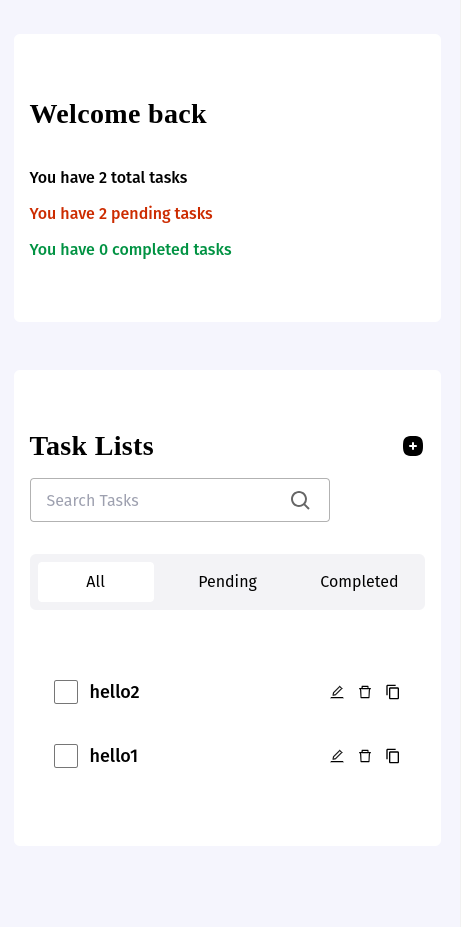 Welcome back
You have 2 total tasks
You have 2 pending tasks
You have 0 completed tasks
Task Lists
Search Tasks
All Pending Completed
hello2
hello1